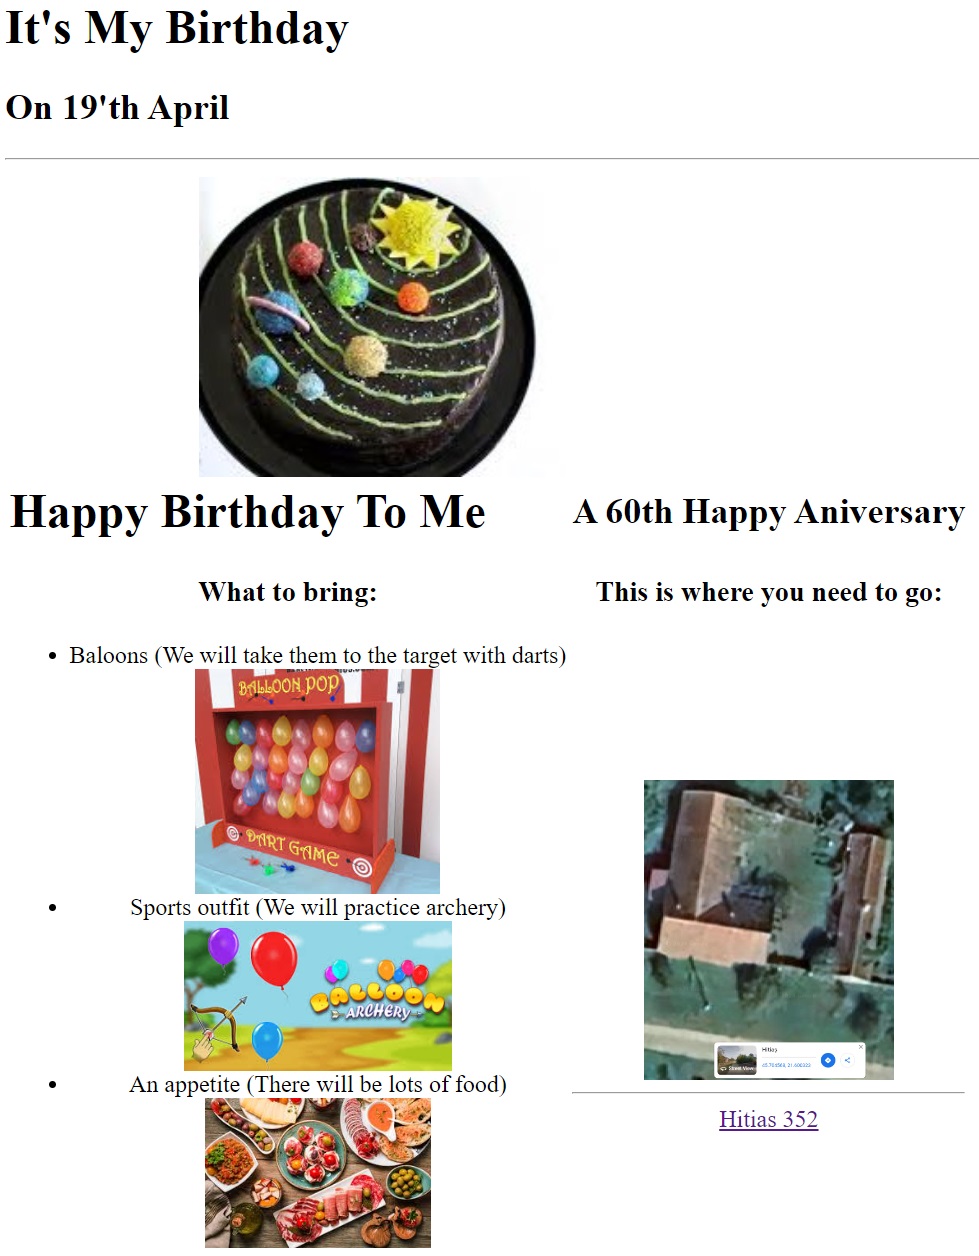 It's My Birthday
On 19'th April
Happy Birthday To Me
A 60th Happy Aniversary
What to bring:
This is where you need to go:
Baloons (We will take them to the target with darts)
BALLOON POP
DART GAME
Sports outfit (We will practice archery)
BALLOON
ARCHERY
An appetite (There will be lots of food)
Hitias
Street View
Hitias 352